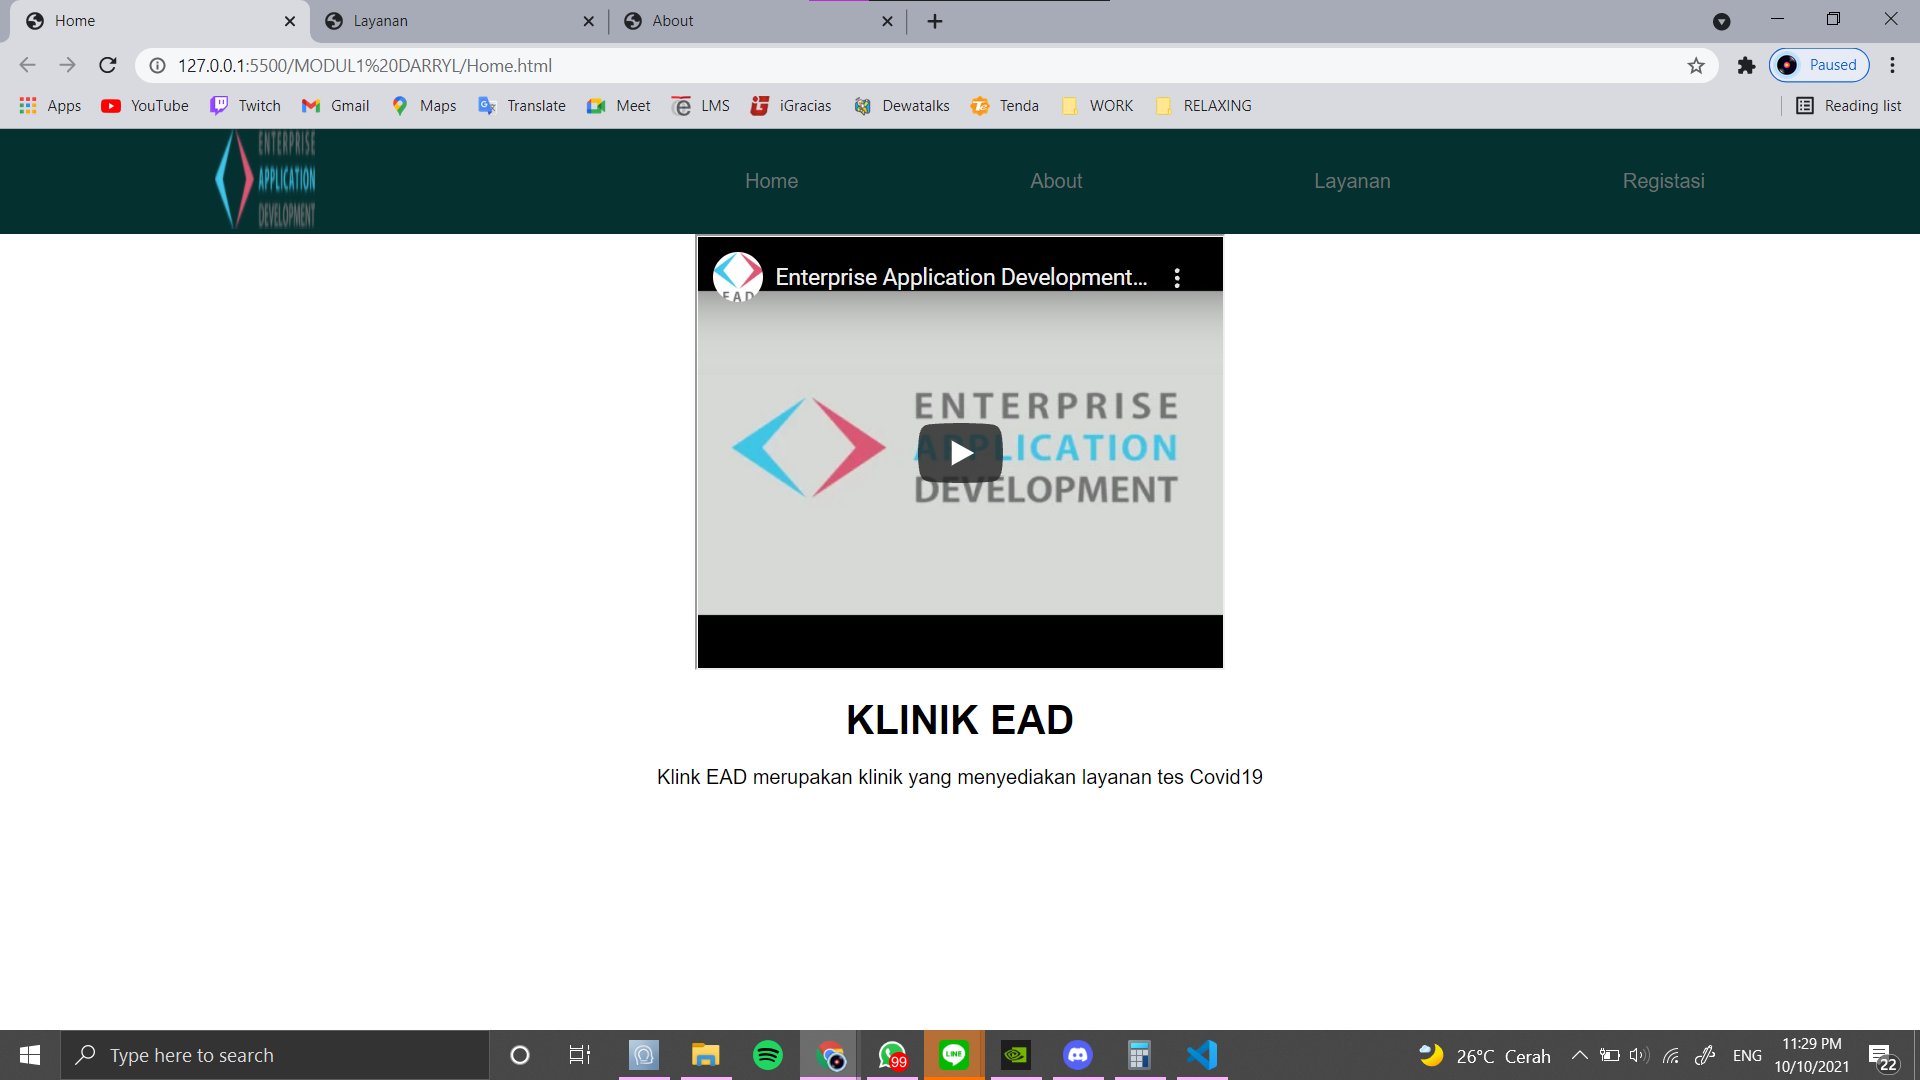 Home
Layanan
About
127.0.0.1:5500/MODUL1%20DARRYL/Home.html
Paused
Apps
YouTube
Twitch
Gmail
Maps
Translate
Meet
LMS
iGracias
Dewatalks
Tenda
WORK
RELAXING
Reading list
ENTERPRISE
APPLICATION
DEVELOPMENT
Home
About
Layanan
Registasi
EAD
Enterprise Application Development...
ENTERPRISE
APPLICATION
DEVELOPMENT
KLINIK EAD
Klink EAD merupakan klinik yang menyediakan layanan tes Covid19
Type here to search
99
LINE
26°C Cerah
ENG
11:29 PM
10/10/2021
22